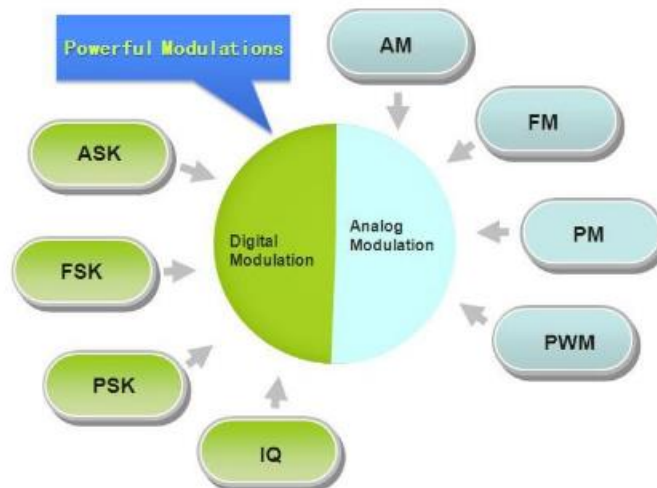 Powerful Modulations
AM
FM
ASK
Digital
Modulation
Analog
Modulation
PM
FSK
PWM
PSK
IQ